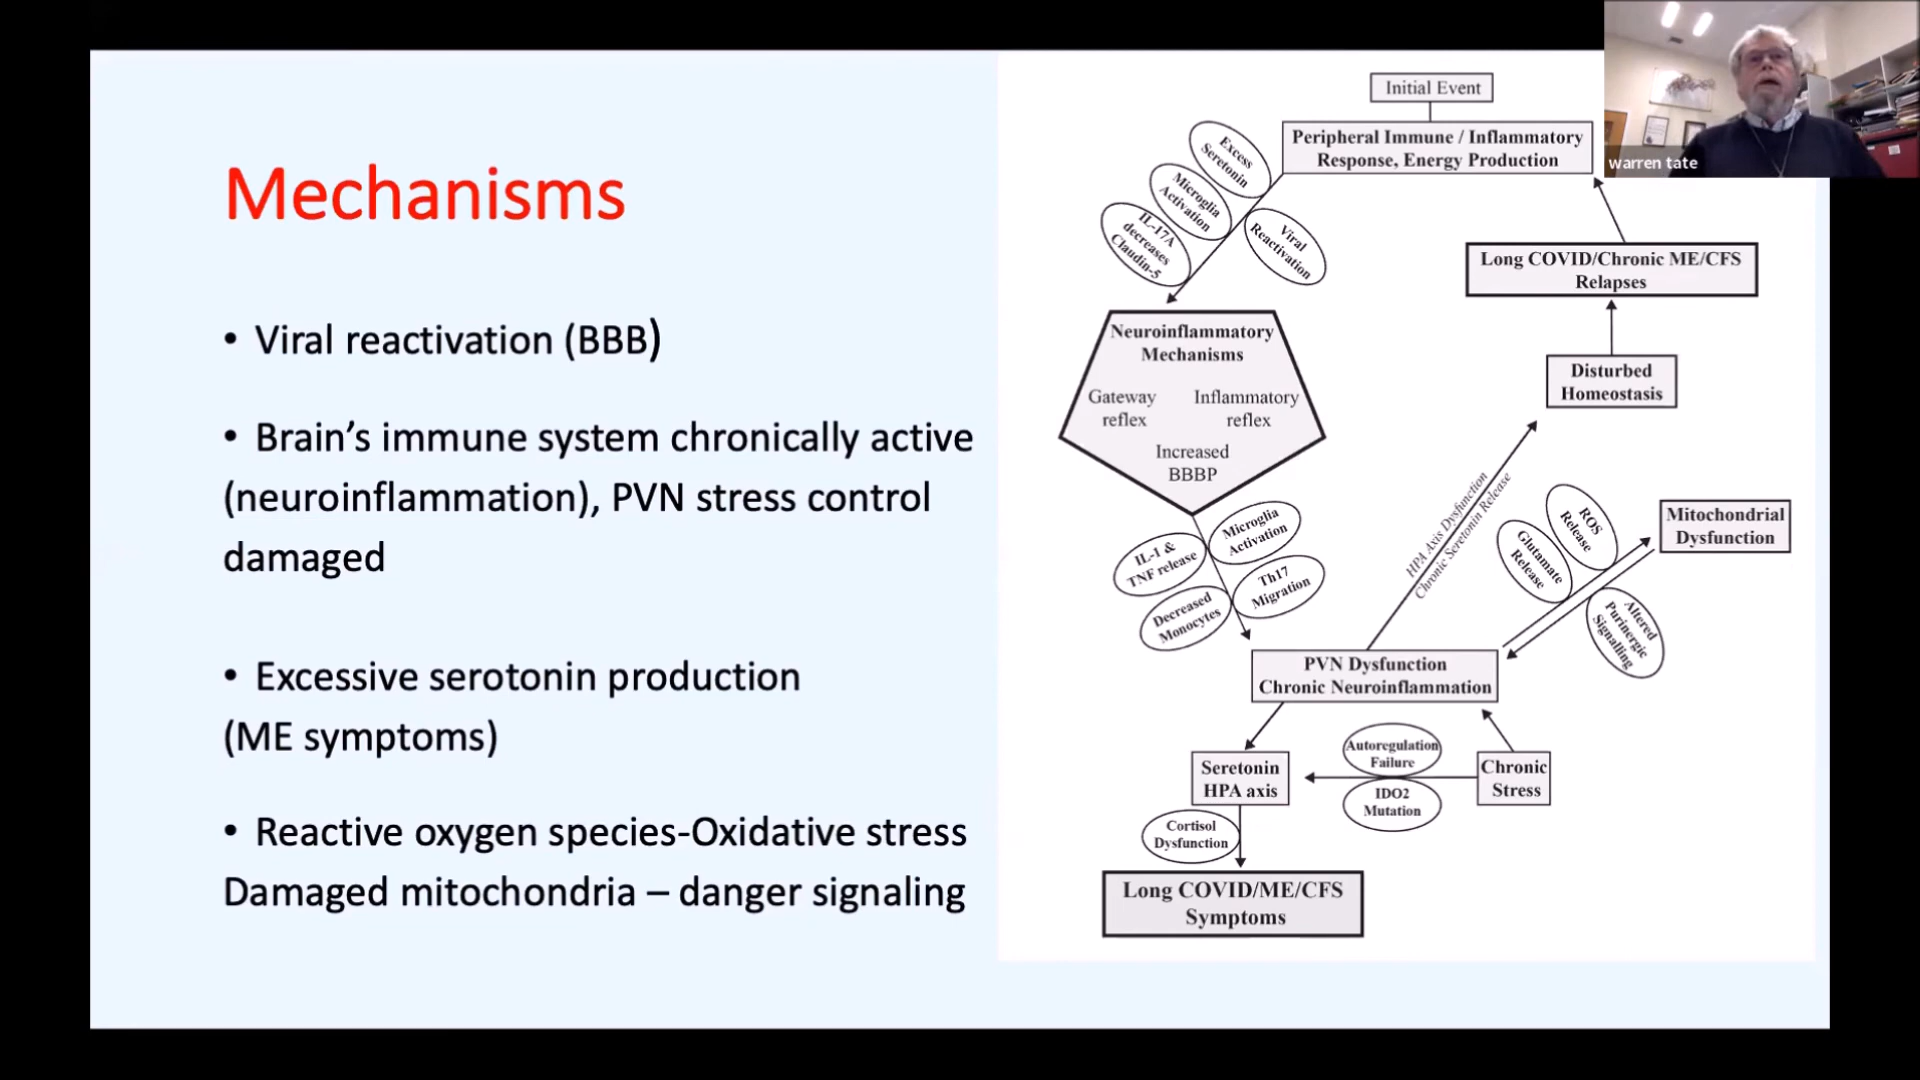 Mechanisms
• Viral reactivation (BBB)
• Brain’s immune system chronically active
(neuroinflammation), PVN stress control
damaged
• Excessive serotonin production
(ME symptoms)
• Reactive oxygen species-Oxidative stress
Damaged mitochondria – danger signaling
Initial Event
Peripheral Immune / Inflammatory
Response, Energy Production
warren tate
Excess
Seretonin
Microglia
Activation
IL-17A
decreases
Claudin-5
Viral
Reactivation
Long COVID/Chronic ME/CFS
Relapses
Neuroinflammatory
Mechanisms
Gateway
reflex
Inflammatory
reflex
Increased
BBBP
Disturbed
Homeostasis
HPA Axis Dysfunction
Chronic Seretonin Release
ROS
Release
Glutamate
Release
Mitochondrial
Dysfunction
Altered
Purinergic
Signalling
IL-1 &
TNF release
Microglia
Activation
Decreased
Monocytes
Th17
Migration
PVN Dysfunction
Chronic Neuroinflammation
Seretonin
HPA axis
Autoregulation
Failure
IDO2
Mutation
Chronic
Stress
Cortisol
Dysfunction
Long COVID/ME/CFS
Symptoms